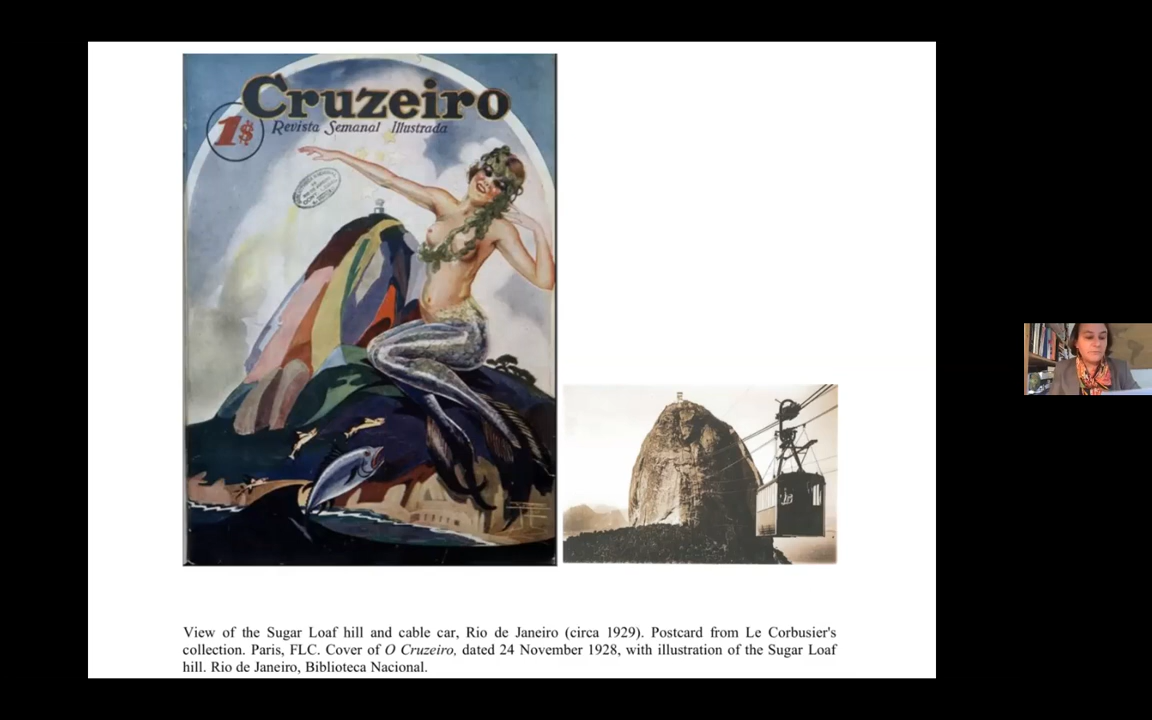 Cruzeiro
1$
Revista Semanal Illustrada
View of the Sugar Loaf hill and cable car, Rio de Janeiro (circa 1929). Postcard from Le Corbusier's
collection. Paris, FLC. Cover of O Cruzeiro, dated 24 November 1928, with illustration of the Sugar Loaf
hill. Rio de Janeiro, Biblioteca Nacional.